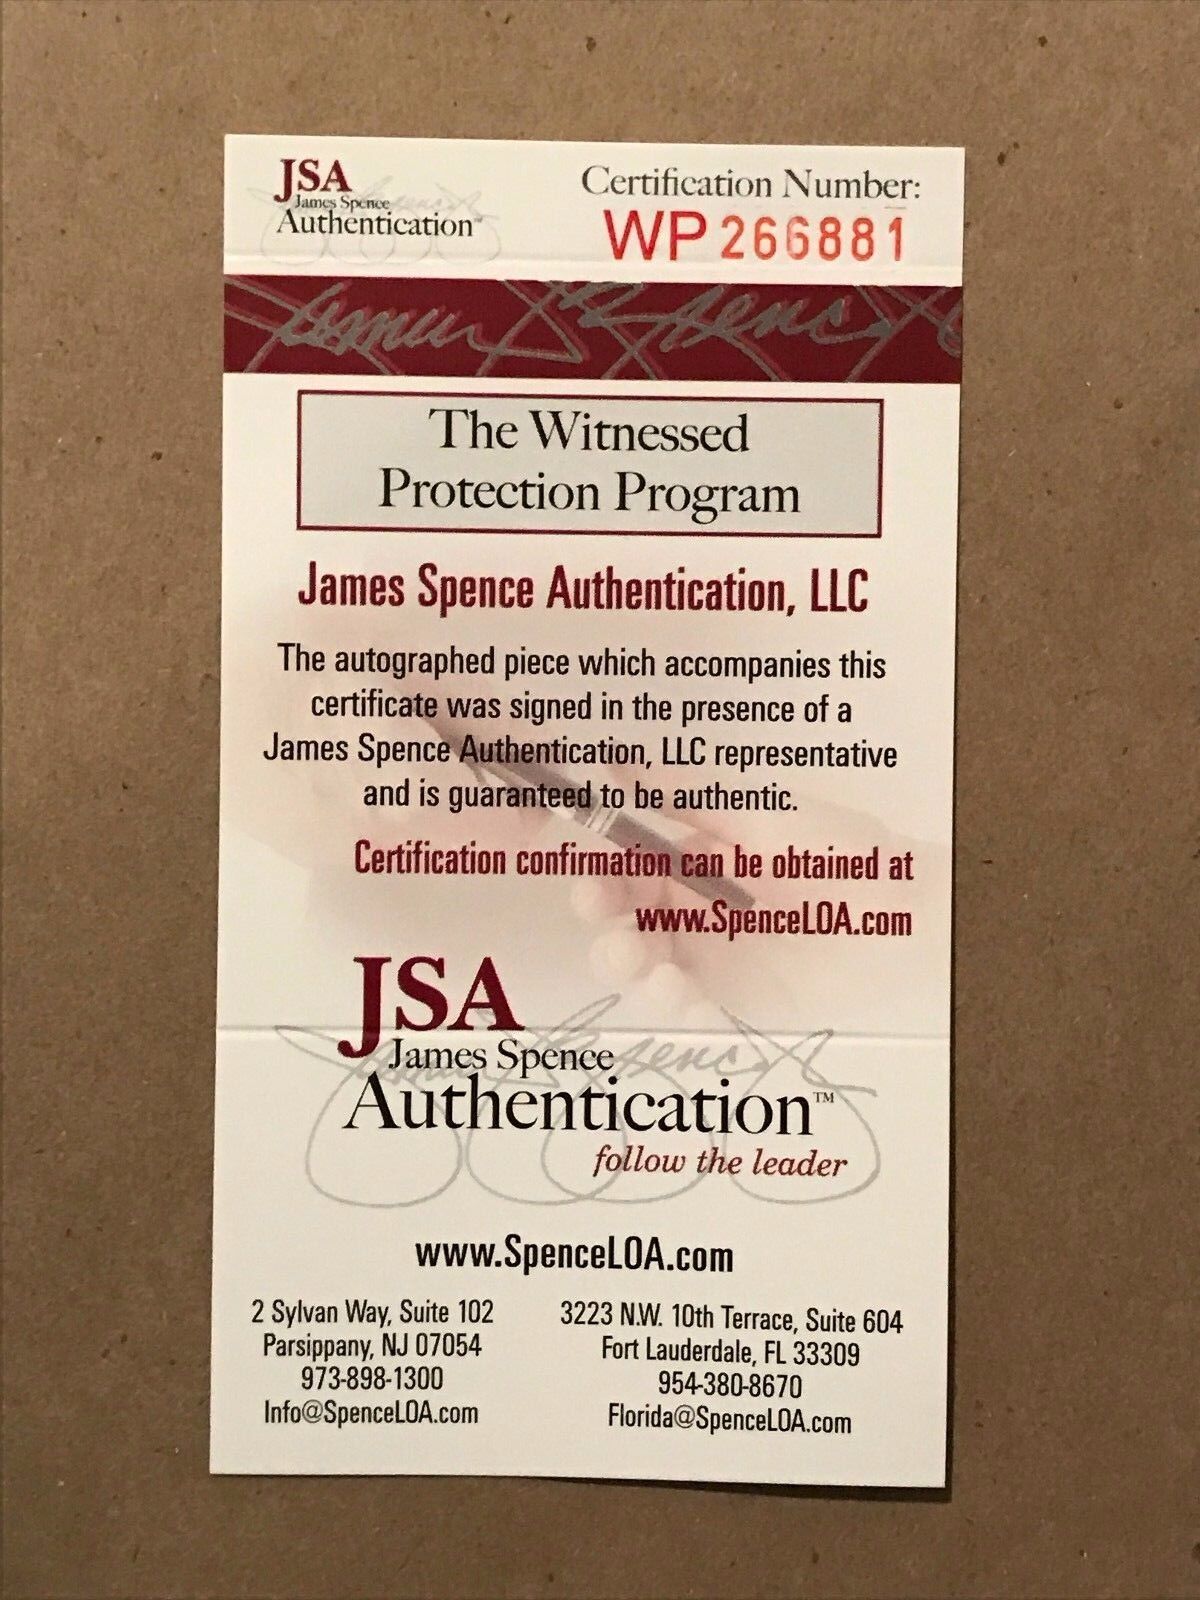 JSA
James Spence
Authentication™
Certification Number:
WP 266881
James Spence
The Witnessed
Protection Program
James Spence Authentication, LLC
The autographed piece which accompanies this
certificate was signed in the presence of a
James Spence Authentication, LLC representative
and is guaranteed to be authentic.
Certification confirmation can be obtained at
www.SpenceLOA.com
JSA
James Spence
Authentication™
follow the leader
www.SpenceLOA.com
2 Sylvan Way, Suite 102
Parsippany, NJ 07054
973-898-1300
Info@SpenceLOA.com
3223 N.W. 10th Terrace, Suite 604
Fort Lauderdale, FL 33309
954-380-8670
Florida@SpenceLOA.com